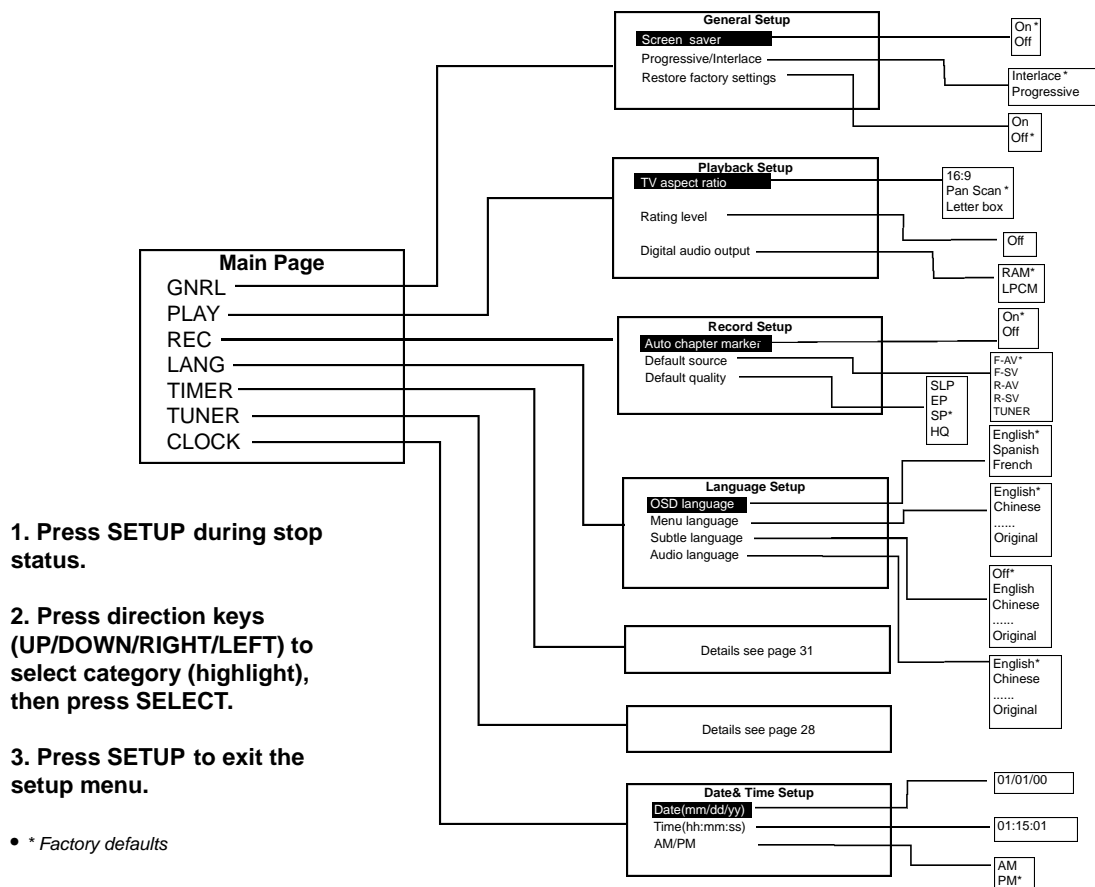 General Setup
Screen saver
Progressive/Interlace
Restore factory settings
On*
Off
Interlace*
Progressive
On
Off*
Playback Setup
TV aspect ratio
Rating level
Digital audio output
16:9
Pan Scan*
Letter box
Off
RAM*
LPCM
Main Page
GNRL
PLAY
REC
LANG
TIMER
TUNER
CLOCK
Record Setup
Auto chapter marker
Default source
Default quality
On*
Off
F-AV*
F-SV
R-AV
R-SV
TUNER
SLP
EP
SP*
HQ
Language Setup
OSD language
Menu language
Subtle language
Audio language
English*
Spanish
French
English*
Chinese
......
Original
Off*
English
Chinese
......
Original
English*
Chinese
......
Original
Details see page 31
Details see page 28
Date& Time Setup
Date(mm/dd/yy)
Time(hh:mm:ss)
AM/PM
01/01/00
01:15:01
AM
PM*
1. Press SETUP during stop
status.
2. Press direction keys
(UP/DOWN/RIGHT/LEFT) to
select category (highlight),
then press SELECT.
3. Press SETUP to exit the
setup menu.
• * Factory defaults